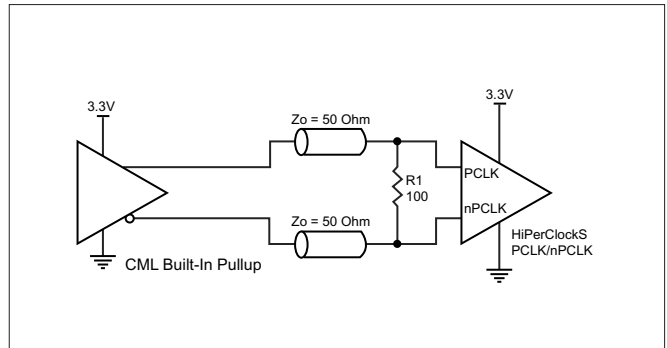 3.3V
3.3V
Zo = 50 Ohm
PCLK
R1
100
nPCLK
Zo = 50 Ohm
HiPerClockS
PCLK/nPCLK
CML Built-In Pullup